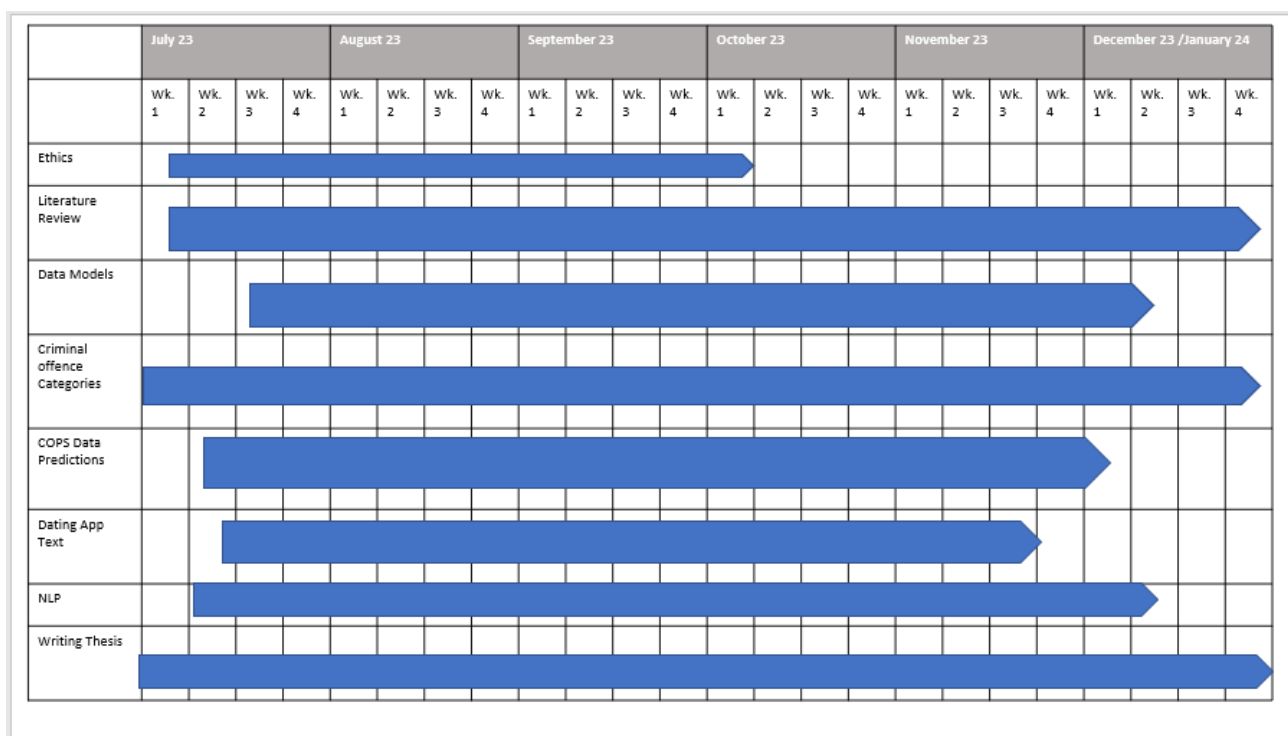 July 23 August 23 September 23 October 23 November 23 December 23 /January 24
Wk. Wk. Wk. Wk. Wk. Wk. Wk. Wk. Wk. Wk. Wk. Wk. Wk. Wk. Wk. Wk. Wk. Wk. Wk. Wk. Wk. Wk. Wk. Wk.
1 2 3 4 1 2 3 4 1 2 3 4 1 2 3 4 1 2 3 4 1 2 3 4
Ethics
Literature
Review
Data Models
Criminal
offence
Categories
COPS Data
Predictions
Dating App
Text
NLP
Writing Thesis